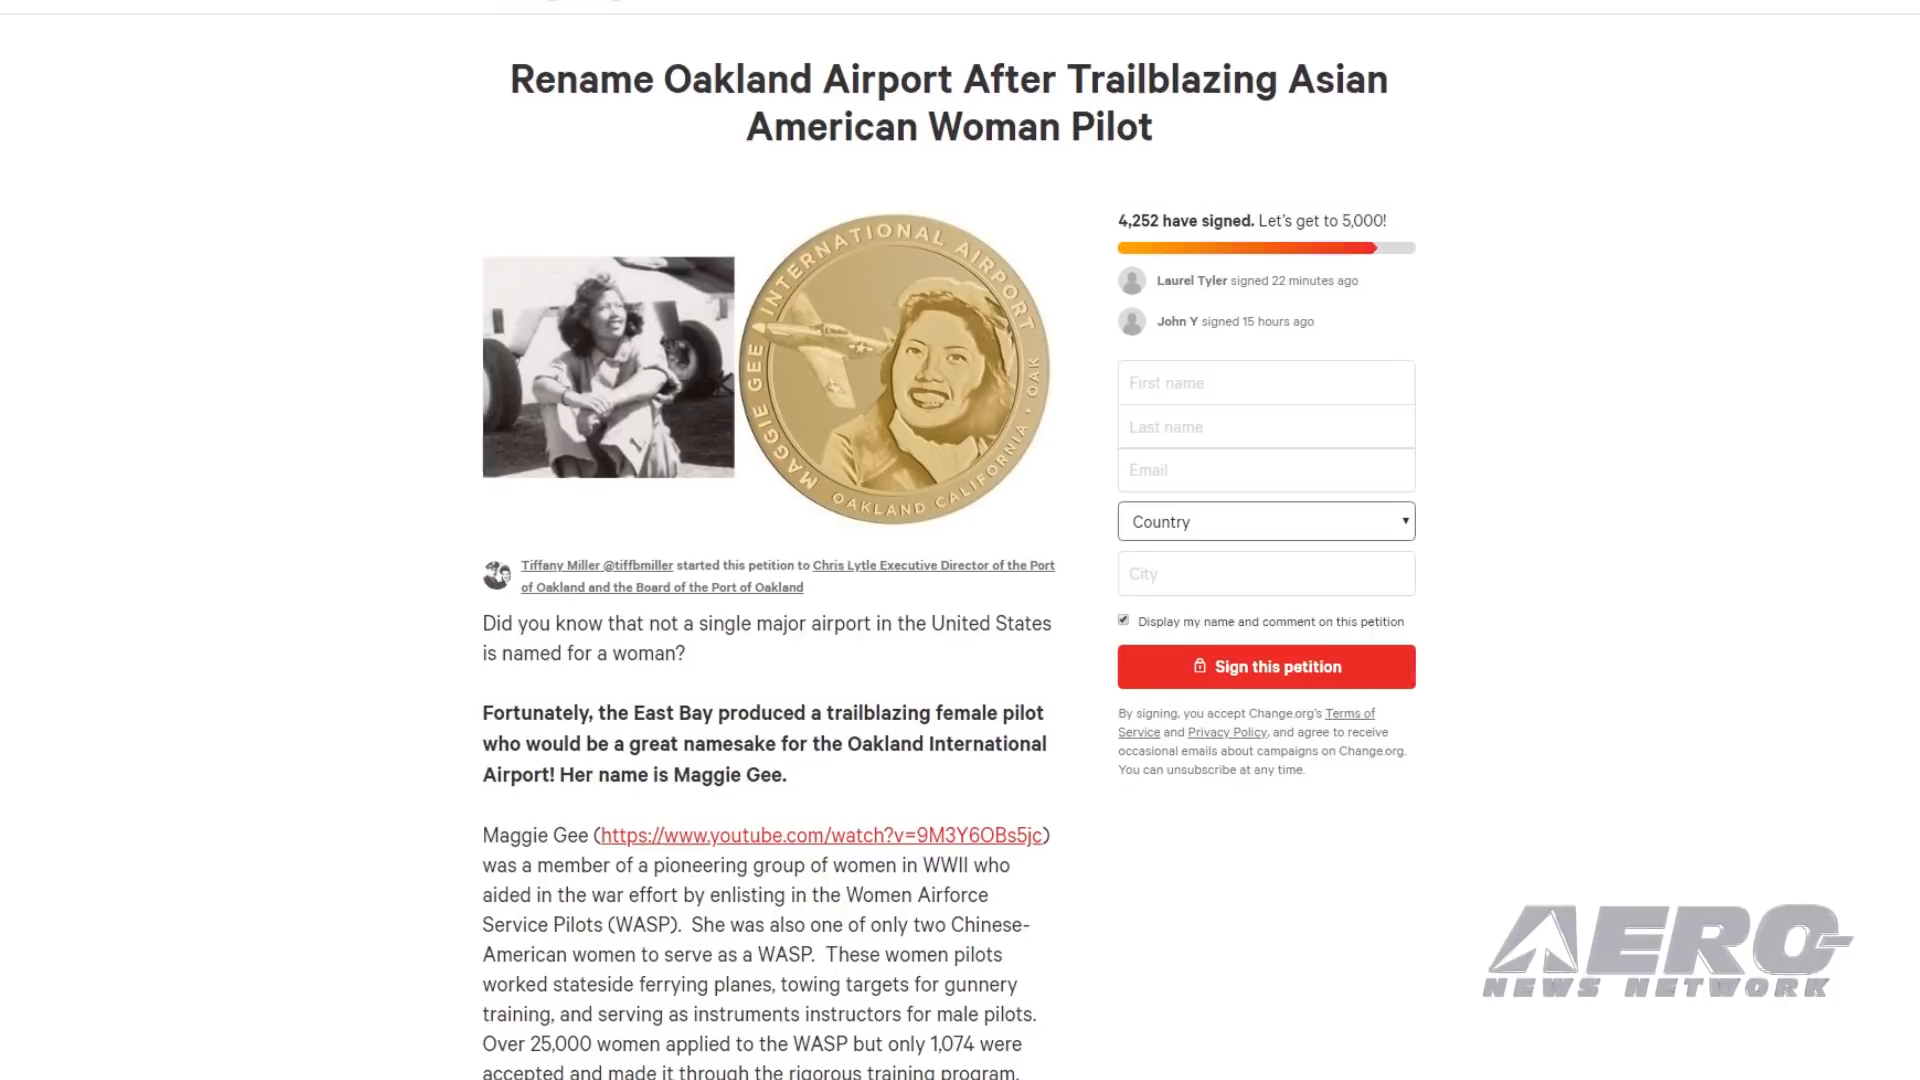 Rename Oakland Airport After Trailblazing Asian
American Woman Pilot
MAGGIE GEE INTERNATIONAL AIRPORT
OAKLAND CALIFORNIA • OAK
Tiffany Miller @tiffbmiller started this petition to Chris Lytle Executive Director of the Port
of Oakland and the Board of the Port of Oakland
Did you know that not a single major airport in the United States
is named for a woman?
Fortunately, the East Bay produced a trailblazing female pilot
who would be a great namesake for the Oakland International
Airport! Her name is Maggie Gee.
Maggie Gee (https://www.youtube.com/watch?v=9M3Y6OBs5jc)
was a member of a pioneering group of women in WWII who
aided in the war effort by enlisting in the Women Airforce
Service Pilots (WASP).  She was also one of only two Chinese-
American women to serve as a WASP.  These women pilots
worked stateside ferrying planes, towing targets for gunnery
training, and serving as instruments instructors for male pilots.
Over 25,000 women applied to the WASP but only 1,074 were
accepted and made it through the rigorous training program.
4,252 have signed. Let's get to 5,000!
Laurel Tyler signed 22 minutes ago
John Y signed 15 hours ago
First name
Last name
Email
Country
City
Display my name and comment on this petition
Sign this petition
By signing, you accept Change.org's Terms of
Service and Privacy Policy, and agree to receive
occasional emails about campaigns on Change.org.
You can unsubscribe at any time.
AERO-
NEWS NETWORK